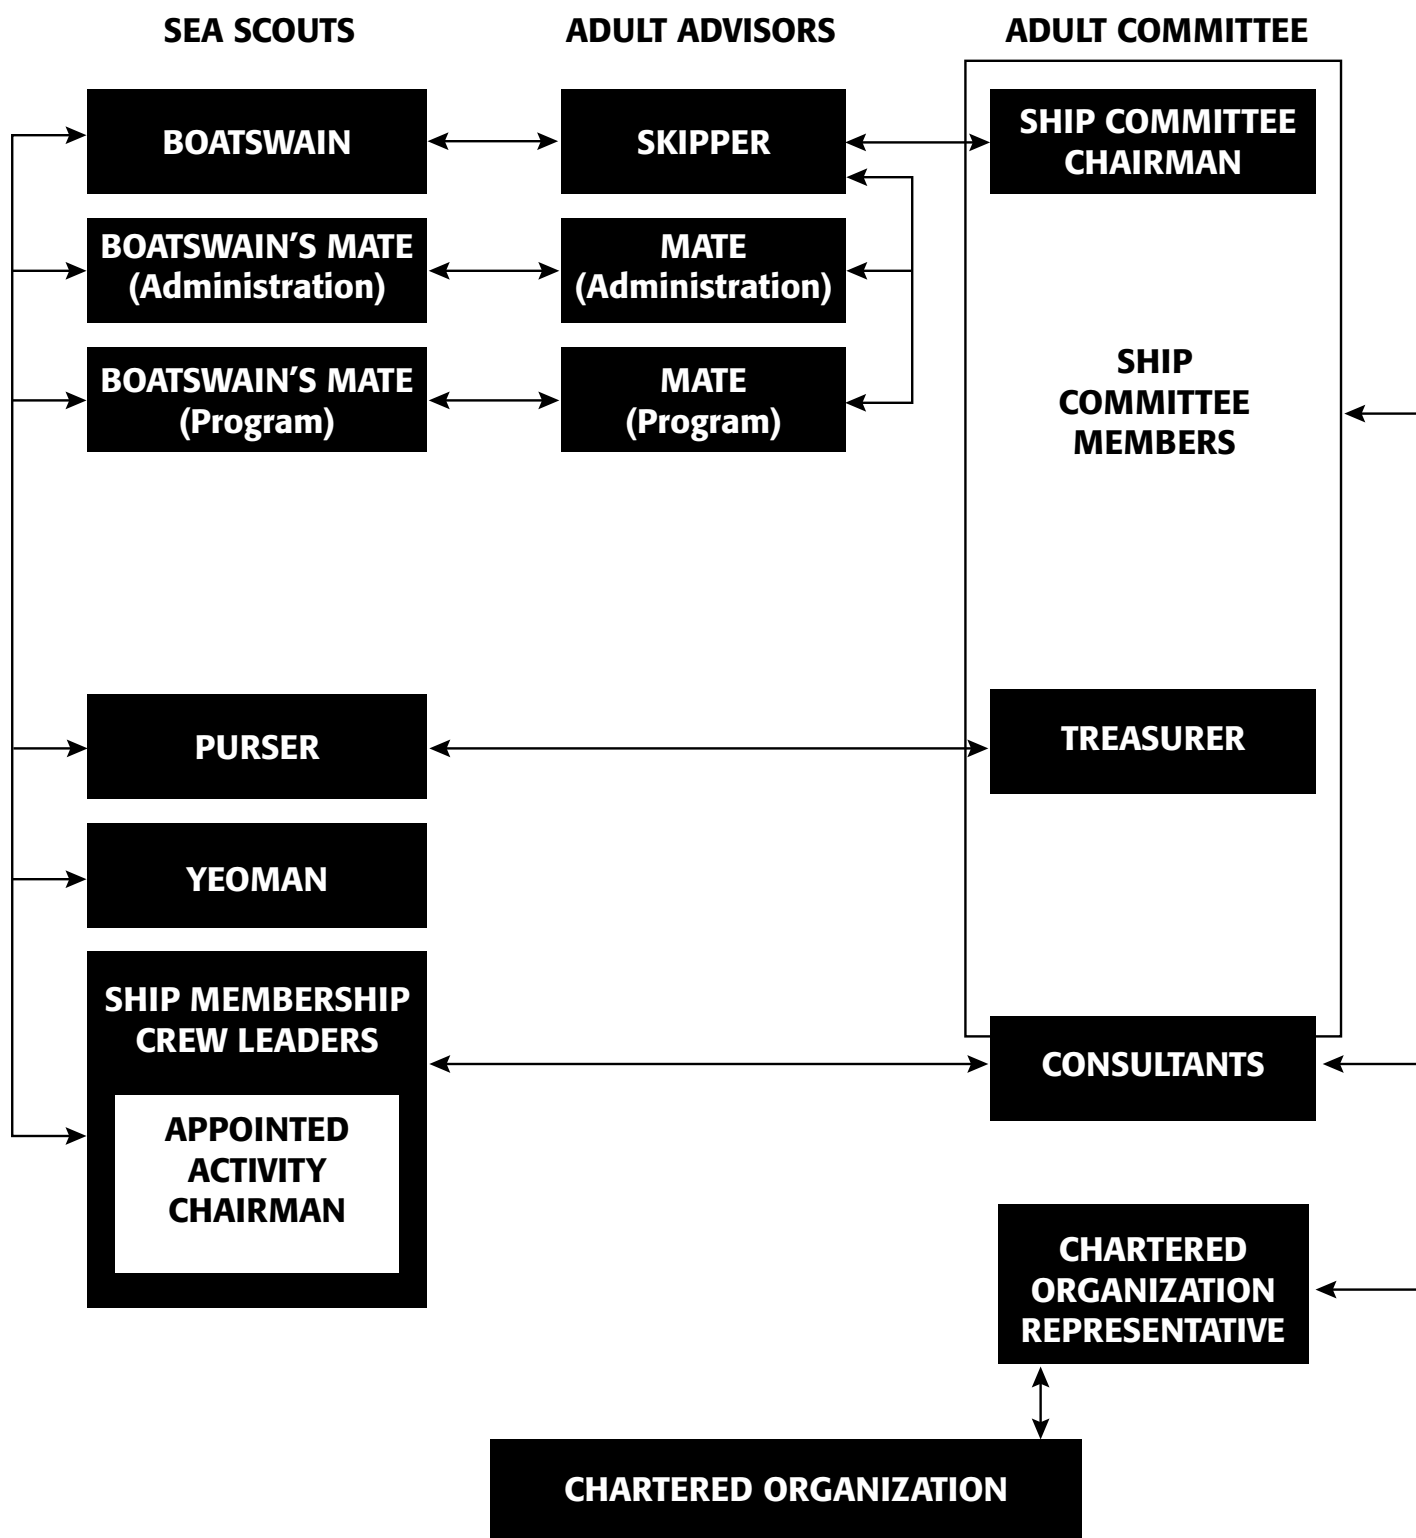 SEA SCOUTS
ADULT ADVISORS
ADULT COMMITTEE
BOATSWAIN
SKIPPER
SHIP COMMITTEE
CHAIRMAN
BOATSWAIN’S MATE
(Administration)
MATE
(Administration)
BOATSWAIN’S MATE
(Program)
MATE
(Program)
SHIP
COMMITTEE
MEMBERS
PURSER
TREASURER
YEOMAN
SHIP MEMBERSHIP
CREW LEADERS
APPOINTED
ACTIVITY
CHAIRMAN
CONSULTANTS
CHARTERED
ORGANIZATION
REPRESENTATIVE
CHARTERED ORGANIZATION